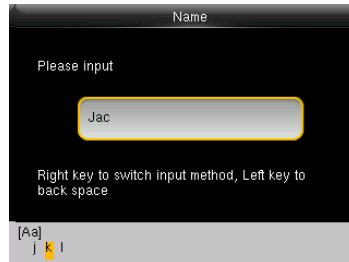 Name
Please input
Jac
Right key to switch input method, Left key to
back space
[Aa]
j k l